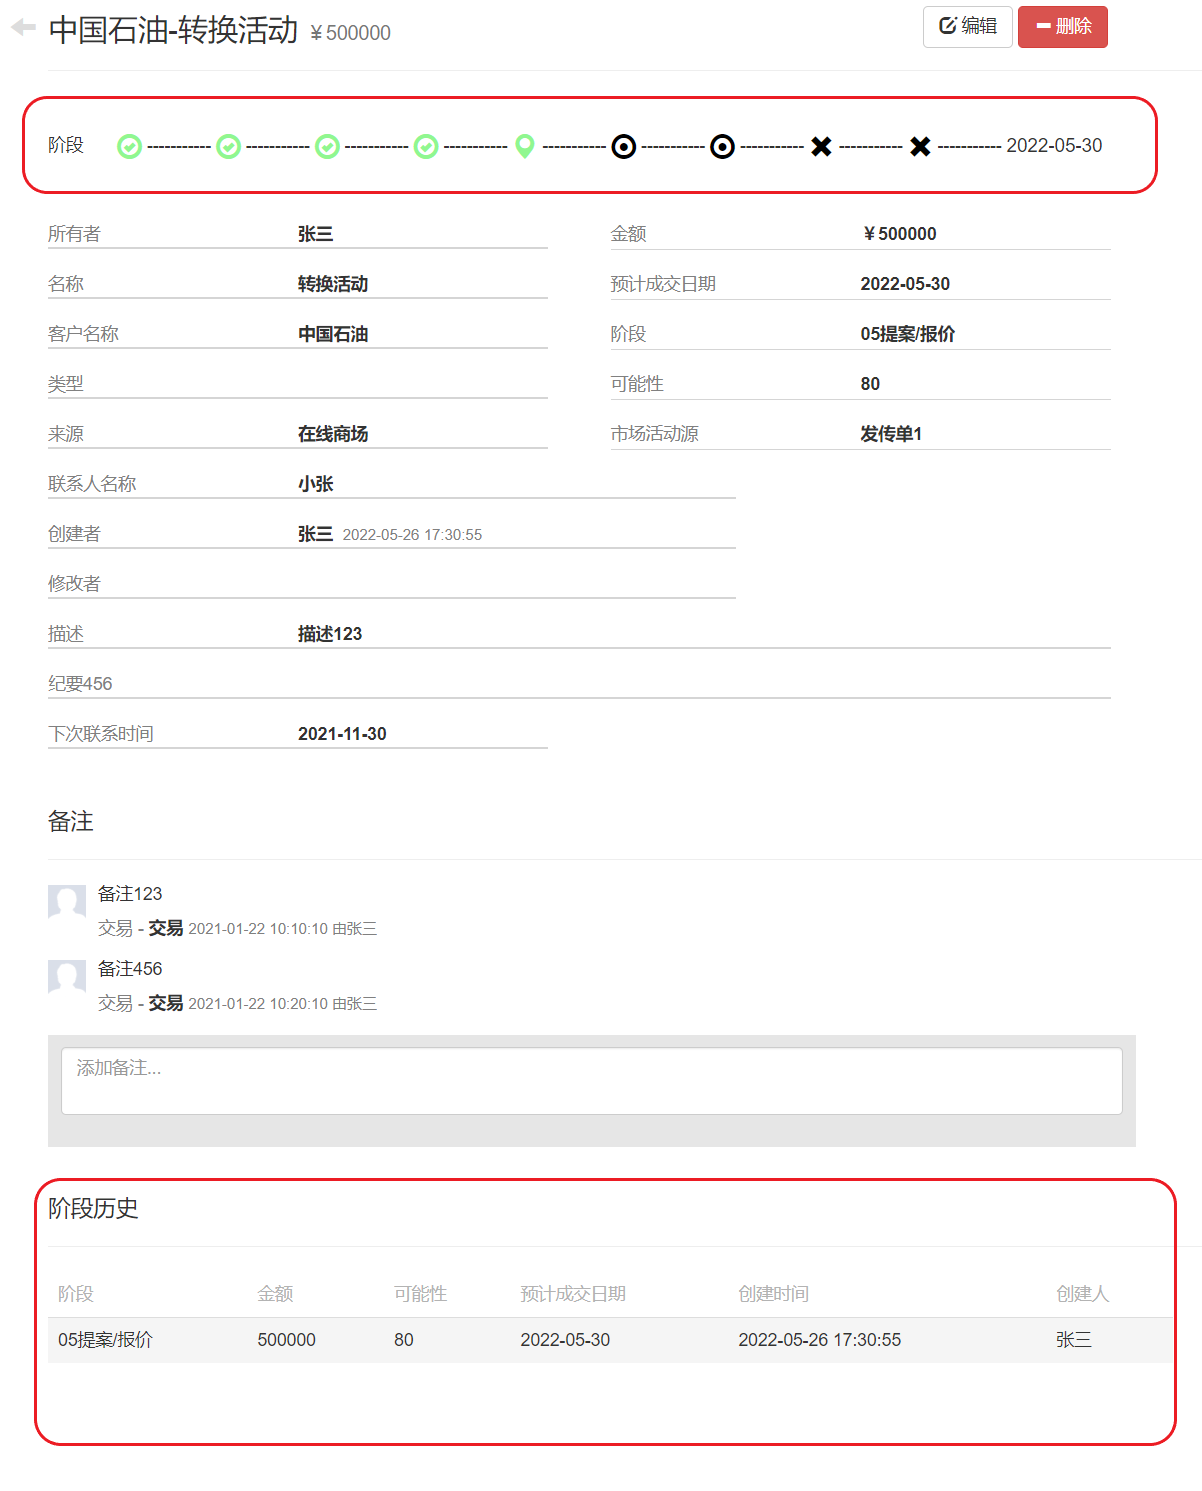 中国石油-转换活动 ￥500000
编辑
删除
阶段 ----------- ----------- ----------- ----------- ----------- ----------- ----------- ----------- ----------- 2022-05-30
所有者 张三 金额 ￥500000
名称 转换活动 预计成交日期 2022-05-30
客户名称 中国石油 阶段 05提案/报价
类型 可能性 80
来源 在线商场 市场活动源 发传单1
联系人名称 小张
创建者 张三 2022-05-26 17:30:55
修改者
描述 描述123
纪要456
下次联系时间 2021-11-30
备注
备注123
交易 - 交易 2021-01-22 10:10:10 由张三
备注456
交易 - 交易 2021-01-22 10:20:10 由张三
添加备注...
阶段历史
阶段 金额 可能性 预计成交日期 创建时间 创建人
05提案/报价 500000 80 2022-05-30 2022-05-26 17:30:55 张三